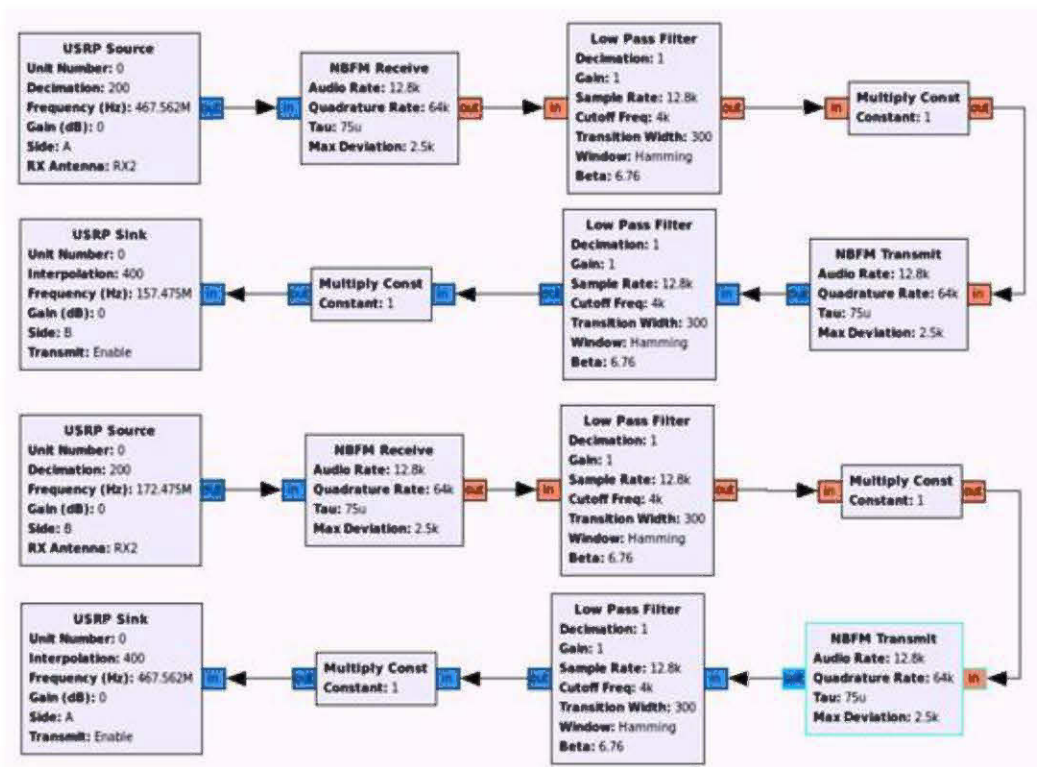 USRP Source
Unit Number: 0
Decimation: 200
Frequency (Hz): 467.562M
Gain (dB): 0
Side: A
RX Antenna: RX2
out
in
NBFM Receive
Audio Rate: 12.8k
Quadrature Rate: 64k
Tau: 75u
Max Deviation: 2.5k
out
in
Low Pass Filter
Decimation: 1
Gain: 1
Sample Rate: 12.8k
Cutoff Freq: 4k
Transition Width: 300
Window: Hamming
Beta: 6.76
out
in
Multiply Const
Constant: 1
out
USRP Sink
Unit Number: 0
Interpolation: 400
Frequency (Hz): 157.475M
Gain (dB): 0
Side: B
Transmit: Enable
in
out
Multiply Const
Constant: 1
in
out
Low Pass Filter
Decimation: 1
Gain: 1
Sample Rate: 12.8k
Cutoff Freq: 4k
Transition Width: 300
Window: Hamming
Beta: 6.76
in
out
NBFM Transmit
Audio Rate: 12.8k
Quadrature Rate: 64k
Tau: 75u
Max Deviation: 2.5k
in
USRP Source
Unit Number: 0
Decimation: 200
Frequency (Hz): 172.475M
Gain (dB): 0
Side: B
RX Antenna: RX2
out
in
NBFM Receive
Audio Rate: 12.8k
Quadrature Rate: 64k
Tau: 75u
Max Deviation: 2.5k
out
in
Low Pass Filter
Decimation: 1
Gain: 1
Sample Rate: 12.8k
Cutoff Freq: 4k
Transition Width: 300
Window: Hamming
Beta: 6.76
out
in
Multiply Const
Constant: 1
out
USRP Sink
Unit Number: 0
Interpolation: 400
Frequency (Hz): 467.562M
Gain (dB): 0
Side: A
Transmit: Enable
in
out
Multiply Const
Constant: 1
in
out
Low Pass Filter
Decimation: 1
Gain: 1
Sample Rate: 12.8k
Cutoff Freq: 4k
Transition Width: 300
Window: Hamming
Beta: 6.76
in
out
NBFM Transmit
Audio Rate: 12.8k
Quadrature Rate: 64k
Tau: 75u
Max Deviation: 2.5k
in